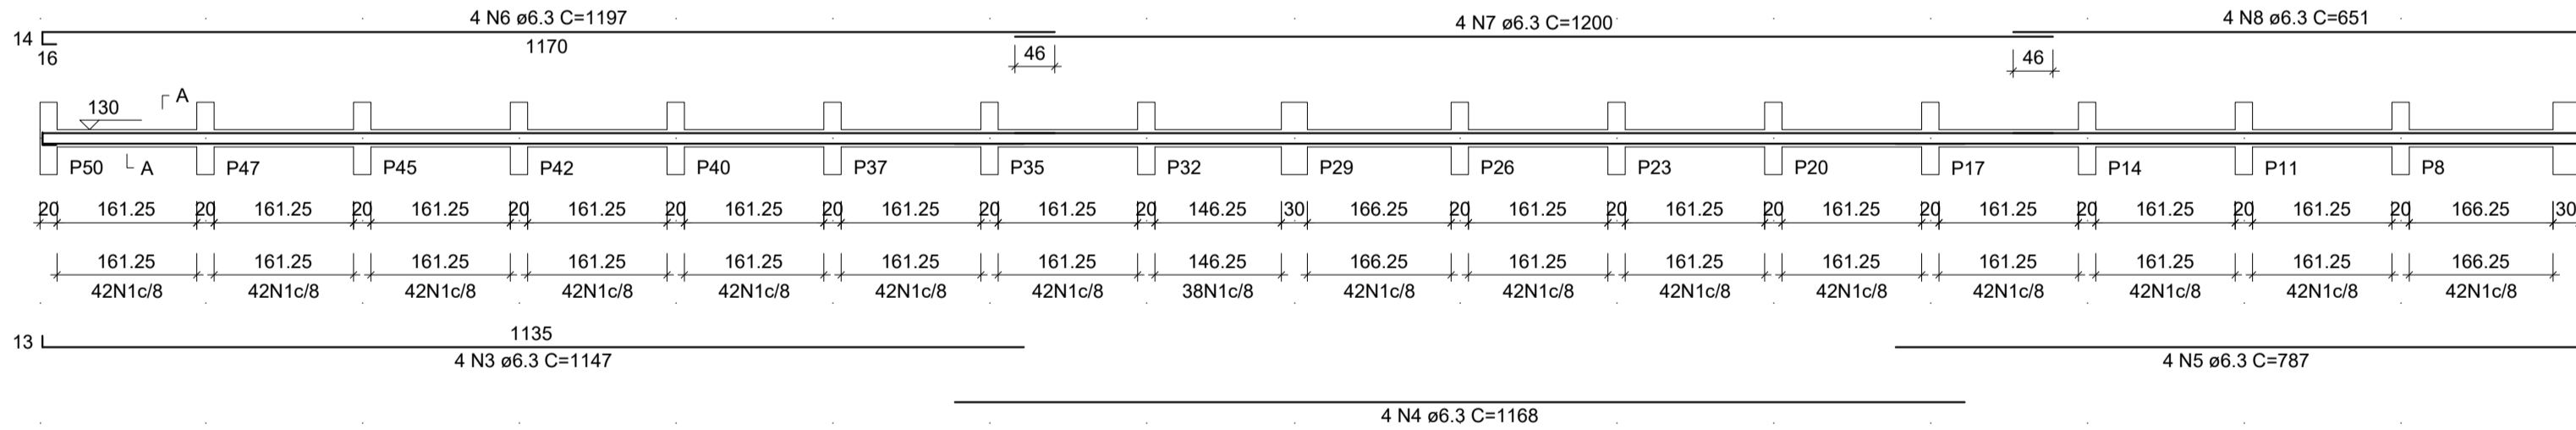 4 N6 ø6.3 C=1197
4 N7 ø6.3 C=1200
4 N8 ø6.3 C=651
14
16
1170
46
46
130
A
A
P50 P47 P45 P42 P40 P37 P35 P32 P29 P26 P23 P20 P17 P14 P11 P8
20 161.25 20 161.25 20 161.25 20 161.25 20 161.25 20 161.25 20 161.25 20 146.25 30 166.25 20 161.25 20 161.25 20 161.25 20 161.25 20 161.25 20 161.25 20 166.25 30
161.25 161.25 161.25 161.25 161.25 161.25 161.25 146.25 166.25 161.25 161.25 161.25 161.25 161.25 161.25 166.25
42N1c/8 42N1c/8 42N1c/8 42N1c/8 42N1c/8 42N1c/8 42N1c/8 38N1c/8 42N1c/8 42N1c/8 42N1c/8 42N1c/8 42N1c/8 42N1c/8 42N1c/8 42N1c/8
13
1135
4 N3 ø6.3 C=1147
4 N5 ø6.3 C=787
4 N4 ø6.3 C=1168